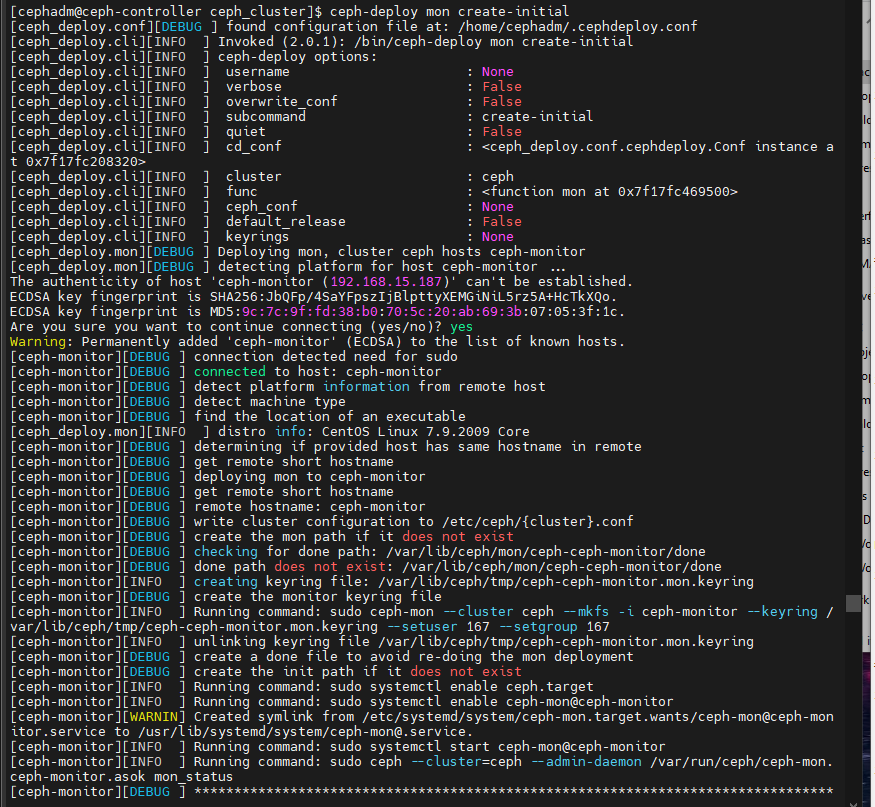 [cephadm@ceph-controller ceph_cluster]$ ceph-deploy mon create-initial
[ceph_deploy.conf][DEBUG ] found configuration file at: /home/cephadm/.cephdeploy.conf
[ceph_deploy.cli][INFO  ] Invoked (2.0.1): /bin/ceph-deploy mon create-initial
[ceph_deploy.cli][INFO  ] ceph-deploy options:
[ceph_deploy.cli][INFO  ]  username                      : None
[ceph_deploy.cli][INFO  ]  verbose                       : False
[ceph_deploy.cli][INFO  ]  overwrite_conf                : False
[ceph_deploy.cli][INFO  ]  subcommand                    : create-initial
[ceph_deploy.cli][INFO  ]  quiet                         : False
[ceph_deploy.cli][INFO  ]  cd_conf                       : <ceph_deploy.conf.cephdeploy.Conf instance a
t 0x7f17fc208320>
[ceph_deploy.cli][INFO  ]  cluster                       : ceph
[ceph_deploy.cli][INFO  ]  func                          : <function mon at 0x7f17fc469500>
[ceph_deploy.cli][INFO  ]  ceph_conf                     : None
[ceph_deploy.cli][INFO  ]  default_release               : False
[ceph_deploy.cli][INFO  ]  keyrings                      : None
[ceph_deploy.mon][DEBUG ] Deploying mon, cluster ceph hosts ceph-monitor
[ceph_deploy.mon][DEBUG ] detecting platform for host ceph-monitor ...
The authenticity of host 'ceph-monitor (192.168.15.187)' can't be established.
ECDSA key fingerprint is SHA256:JbQFp/4SaYFpszIjBlpttyXEMGiNiL5rz5A+HcTkXQo.
ECDSA key fingerprint is MD5:9c:7c:9f:fd:38:b0:70:5c:20:ab:69:3b:07:05:3f:1c.
Are you sure you want to continue connecting (yes/no)? yes
Warning: Permanently added 'ceph-monitor' (ECDSA) to the list of known hosts.
[ceph-monitor][DEBUG ] connection detected need for sudo
[ceph-monitor][DEBUG ] connected to host: ceph-monitor
[ceph-monitor][DEBUG ] detect platform information from remote host
[ceph-monitor][DEBUG ] detect machine type
[ceph-monitor][DEBUG ] find the location of an executable
[ceph_deploy.mon][INFO  ] distro info: CentOS Linux 7.9.2009 Core
[ceph-monitor][DEBUG ] determining if provided host has same hostname in remote
[ceph-monitor][DEBUG ] get remote short hostname
[ceph-monitor][DEBUG ] deploying mon to ceph-monitor
[ceph-monitor][DEBUG ] get remote short hostname
[ceph-monitor][DEBUG ] remote hostname: ceph-monitor
[ceph-monitor][DEBUG ] write cluster configuration to /etc/ceph/{cluster}.conf
[ceph-monitor][DEBUG ] create the mon path if it does not exist
[ceph-monitor][DEBUG ] checking for done path: /var/lib/ceph/mon/ceph-ceph-monitor/done
[ceph-monitor][DEBUG ] done path does not exist: /var/lib/ceph/mon/ceph-ceph-monitor/done
[ceph-monitor][INFO  ] creating keyring file: /var/lib/ceph/tmp/ceph-ceph-monitor.mon.keyring
[ceph-monitor][DEBUG ] create the monitor keyring file
[ceph-monitor][INFO  ] Running command: sudo ceph-mon --cluster ceph --mkfs -i ceph-monitor --keyring /
var/lib/ceph/tmp/ceph-ceph-monitor.mon.keyring --setuser 167 --setgroup 167
[ceph-monitor][INFO  ] unlinking keyring file /var/lib/ceph/tmp/ceph-ceph-monitor.mon.keyring
[ceph-monitor][DEBUG ] create a done file to avoid re-doing the mon deployment
[ceph-monitor][DEBUG ] create the init path if it does not exist
[ceph-monitor][INFO  ] Running command: sudo systemctl enable ceph.target
[ceph-monitor][INFO  ] Running command: sudo systemctl enable ceph-mon@ceph-monitor
[ceph-monitor][WARNIN] Created symlink from /etc/systemd/system/ceph-mon.target.wants/ceph-mon@ceph-mon
itor.service to /usr/lib/systemd/system/ceph-mon@.service.
[ceph-monitor][INFO  ] Running command: sudo systemctl start ceph-mon@ceph-monitor
[ceph-monitor][INFO  ] Running command: sudo ceph --cluster=ceph --admin-daemon /var/run/ceph/ceph-mon.
ceph-monitor.asok mon_status
[ceph-monitor][DEBUG ] ********************************************************************************